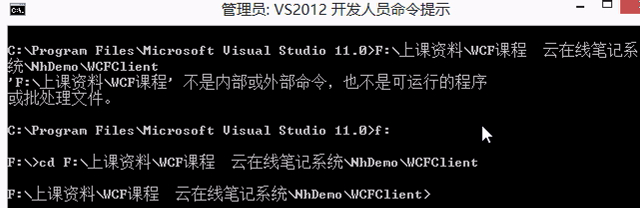 管理员: VS2012 开发人员命令提示
C:\Program Files\Microsoft Visual Studio 11.0>F:\上课资料\WCF课程  云在线笔记系
统\NhDemo\WCFClient
'F:\上课资料\WCF课程' 不是内部或外部命令，也不是可运行的程序
或批处理文件。
C:\Program Files\Microsoft Visual Studio 11.0>f:
F:\>cd F:\上课资料\WCF课程  云在线笔记系统\NhDemo\WCFClient
F:\上课资料\WCF课程  云在线笔记系统\NhDemo\WCFClient>